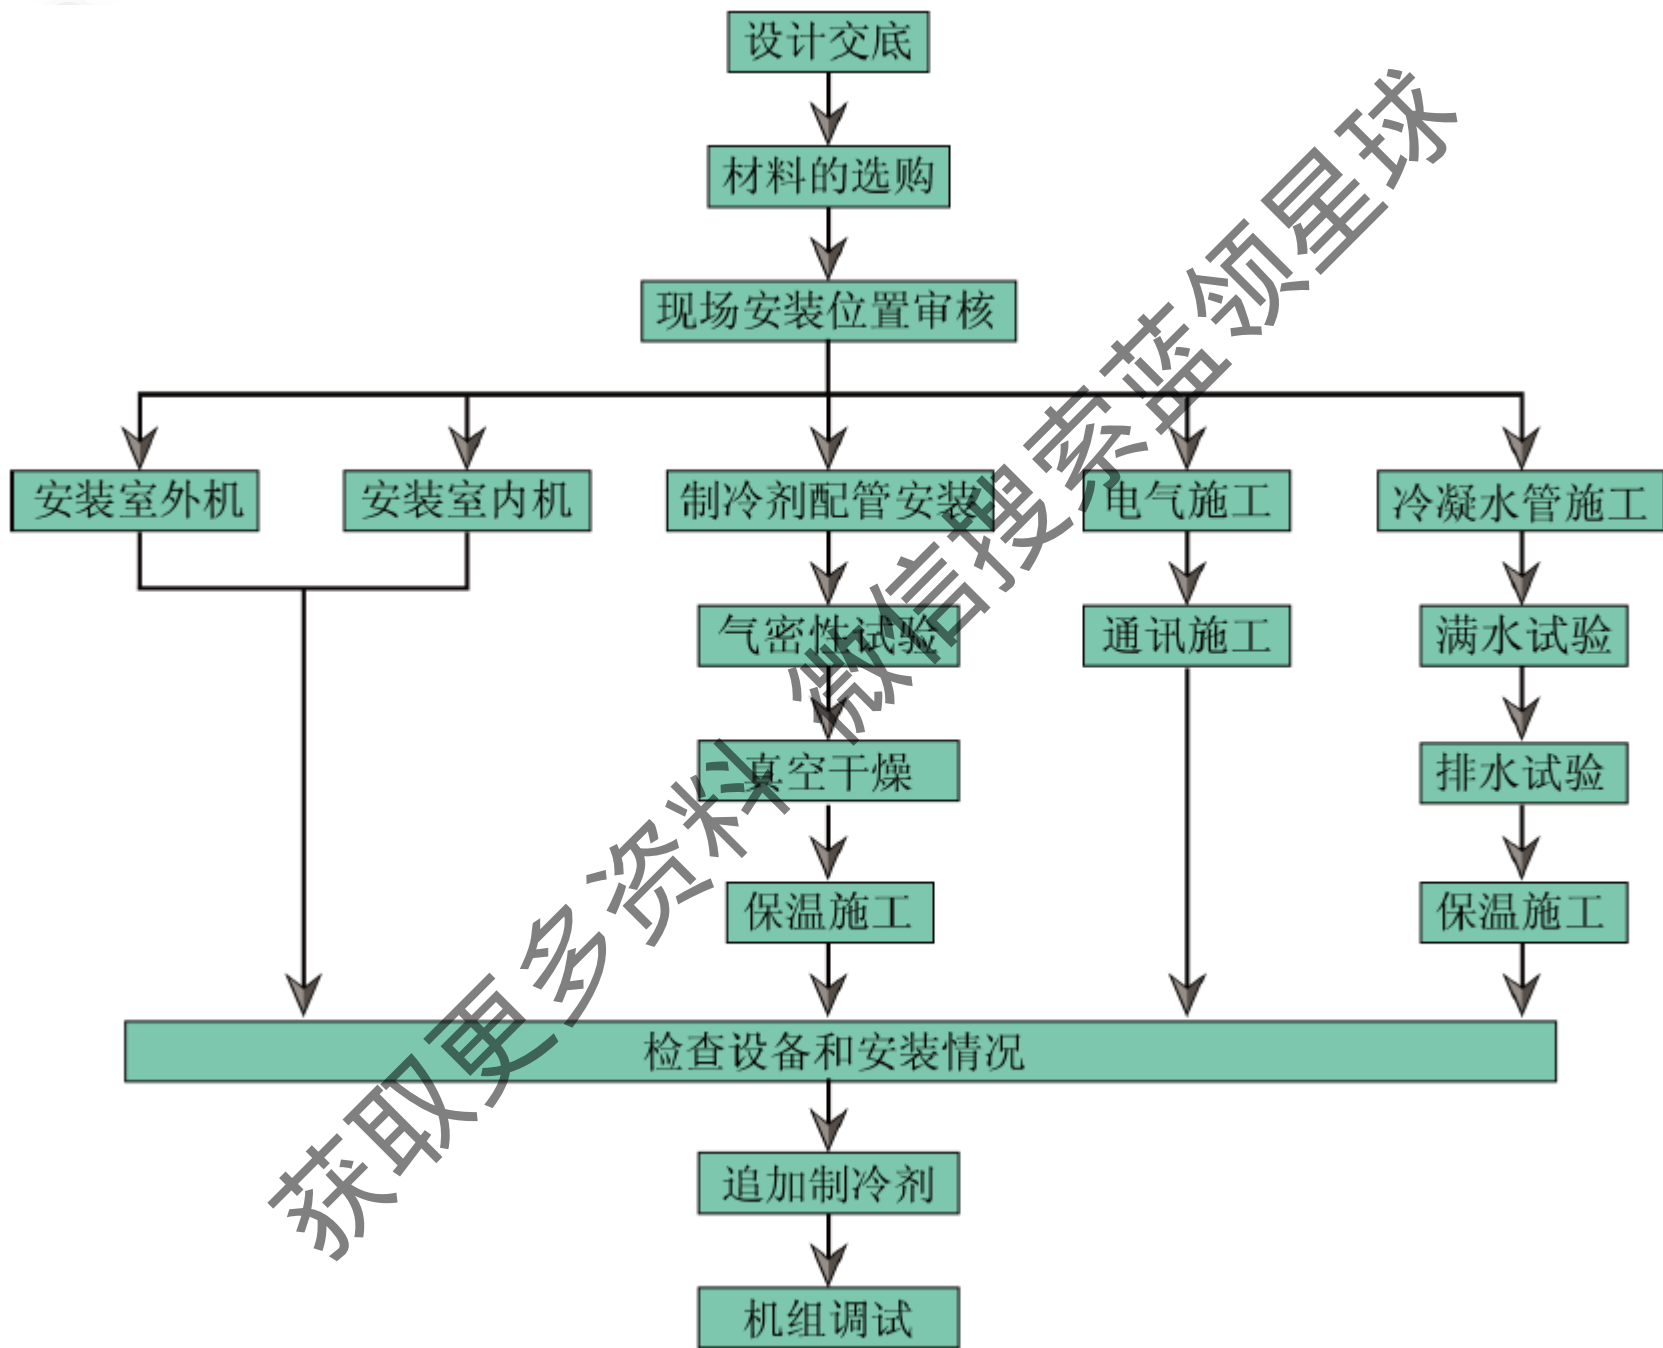 设计交底
材料的选购
现场安装位置审核
安装室外机
安装室内机
制冷剂配管安装
电气施工
冷凝水管施工
气密性试验
通讯施工
满水试验
真空干燥
排水试验
保温施工
保温施工
检查设备和安装情况
追加制冷剂
机组调试
获取更多资料 微信搜索蓝领星球